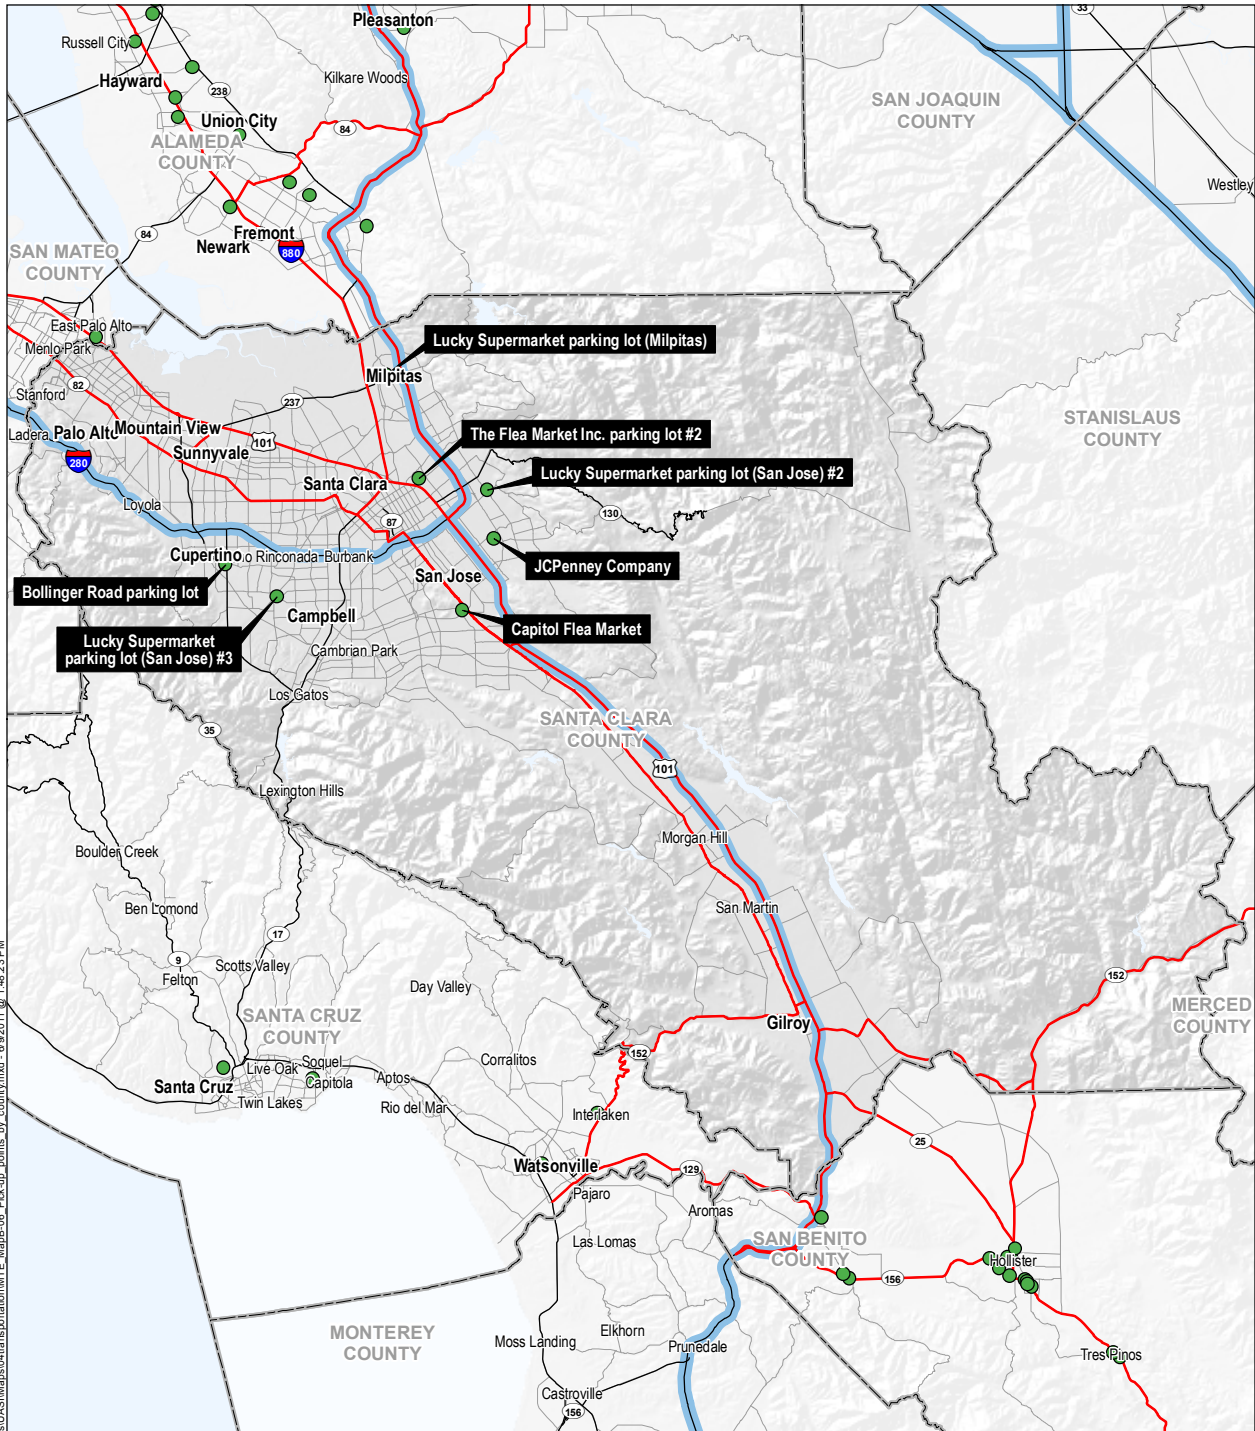 Pleasanton
33
Russell City
Kilkare Woods
Hayward
238
SAN JOAQUIN
COUNTY
Union City
84
ALAMEDA
COUNTY
Westley
84
Fremont
Newark
880
SAN MATEO
COUNTY
East Palo Alto
Menlo Park
Lucky Supermarket parking lot (Milpitas)
Milpitas
82
Stanford
237
STANISLAUS
COUNTY
Ladera
Palo Alto
Mountain View
101
The Flea Market Inc. parking lot #2
Sunnyvale
280
Lucky Supermarket parking lot (San Jose) #2
Santa Clara
Loyola
87
130
Cupertino
o Rinconada
Burbank
JCPenney Company
San Jose
Bollinger Road parking lot
Campbell
Capitol Flea Market
Lucky Supermarket
parking lot (San Jose) #3
Cambrian Park
Los Gatos
SANTA CLARA
COUNTY
35
101
Lexington Hills
Morgan Hill
Boulder Creek
Ben Lomond
San Martin
17
9
Scotts Valley
Felton
152
Day Valley
SANTA CRUZ
COUNTY
MERCED
COUNTY
Gilroy
152
Corralitos
Soquel
Live Oak
Capitola
Aptos
Santa Cruz
Twin Lakes
Rio del Mar
Interlaken
25
Watsonville
129
Pajaro
Aromas
Las Lomas
SAN BENITO
COUNTY
Hollister
156
MONTEREY
COUNTY
Elkhorn
Moss Landing
Prunedale
Tres Pinos
Castroville
156